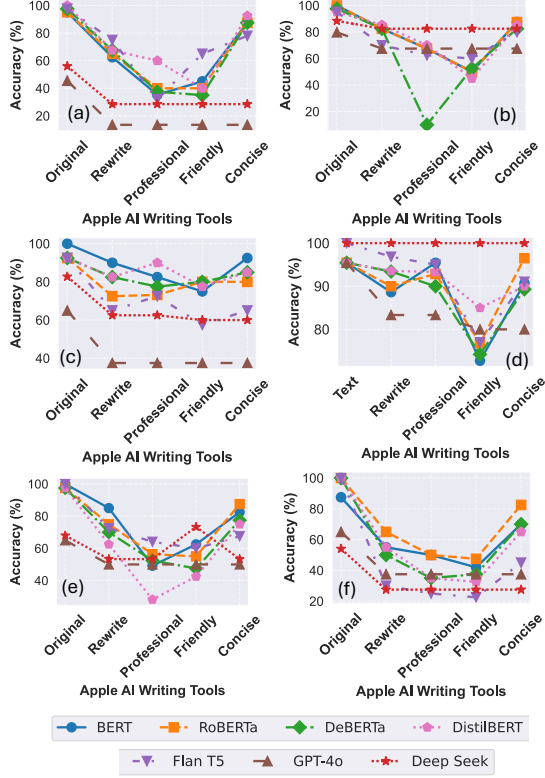 Accuracy (%)
80
60
40
20
(a)
Original
Rewrite
Professional
Friendly
Concise
Apple AI Writing Tools
Accuracy (%)
100
80
60
40
20
(b)
Original
Rewrite
Professional
Friendly
Concise
Apple AI Writing Tools
Accuracy (%)
100
80
60
40
(c)
Original
Rewrite
Professional
Friendly
Concise
Apple AI Writing Tools
Accuracy (%)
100
90
80
(d)
Text
Rewrite
Professional
Friendly
Concise
Apple AI Writing Tools
Accuracy (%)
100
80
60
40
(e)
Original
Rewrite
Professional
Friendly
Concise
Apple AI Writing Tools
Accuracy (%)
100
80
60
40
20
(f)
Original
Rewrite
Professional
Friendly
Concise
Apple AI Writing Tools
BERT RoBERTa DeBERTa DistilBERT
Flan T5 GPT-4o Deep Seek